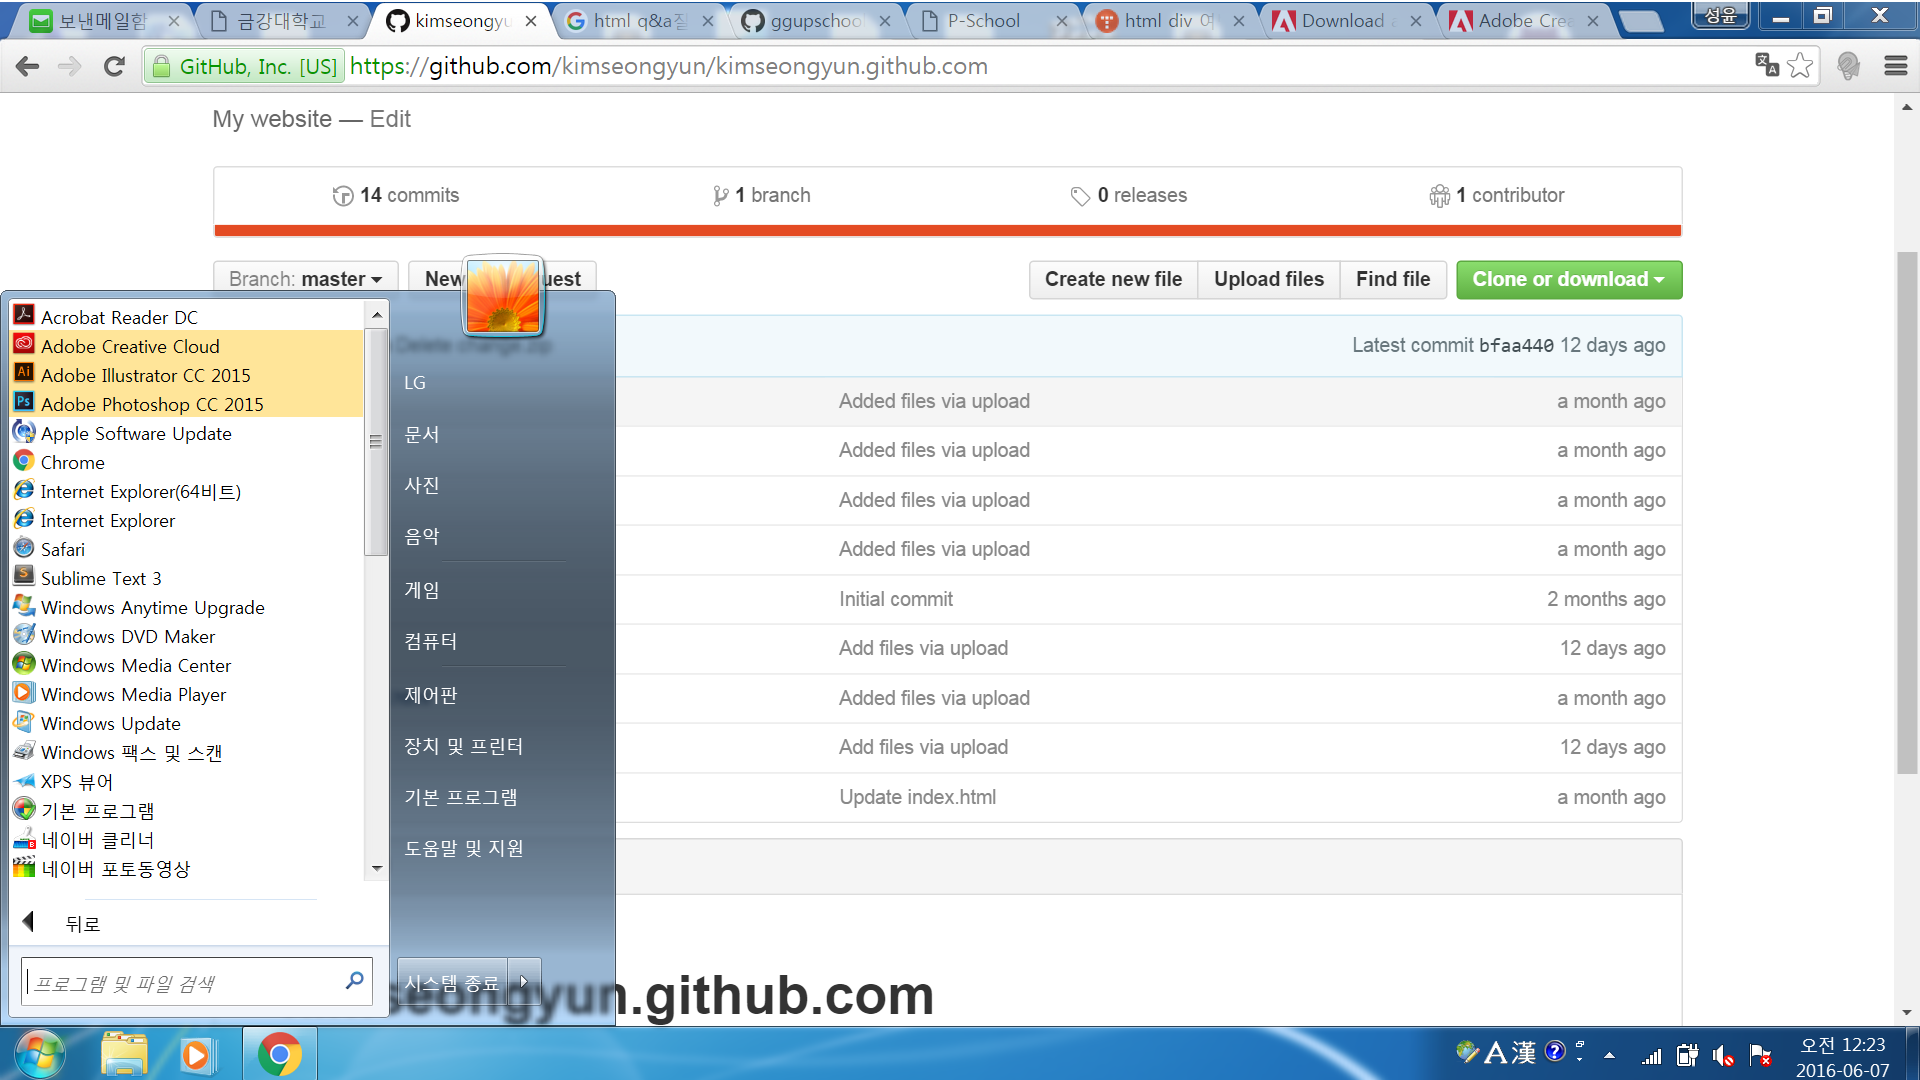 보낸메일함
금강대학교
kimseongyu
html q&a질
ggupschoo
P-School
html div 여
Download a
Adobe Crea
성윤
GitHub, Inc. [US]
https://github.com/kimseongyun/kimseongyun.github.com
My website — Edit
14 commits
1 branch
0 releases
1 contributor
Branch: master
New
uest
Create new file
Upload files
Find file
Clone or download
Delete change.zip
Latest commit bfaa440 12 days ago
Added files via upload
a month ago
Added files via upload
a month ago
Added files via upload
a month ago
Added files via upload
a month ago
Initial commit
2 months ago
Add files via upload
12 days ago
Added files via upload
a month ago
Add files via upload
12 days ago
Update index.html
a month ago
seongyun.github.com
Acrobat Reader DC
Adobe Creative Cloud
Adobe Illustrator CC 2015
Adobe Photoshop CC 2015
Apple Software Update
Chrome
Internet Explorer(64비트)
Internet Explorer
Safari
Sublime Text 3
Windows Anytime Upgrade
Windows DVD Maker
Windows Media Center
Windows Media Player
Windows Update
Windows 팩스 및 스캔
XPS 뷰어
기본 프로그램
네이버 클리너
네이버 포토동영상
뒤로
프로그램 및 파일 검색
LG
문서
사진
음악
게임
컴퓨터
제어판
장치 및 프린터
기본 프로그램
도움말 및 지원
시스템 종료
A 漢
오전 12:23
2016-06-07